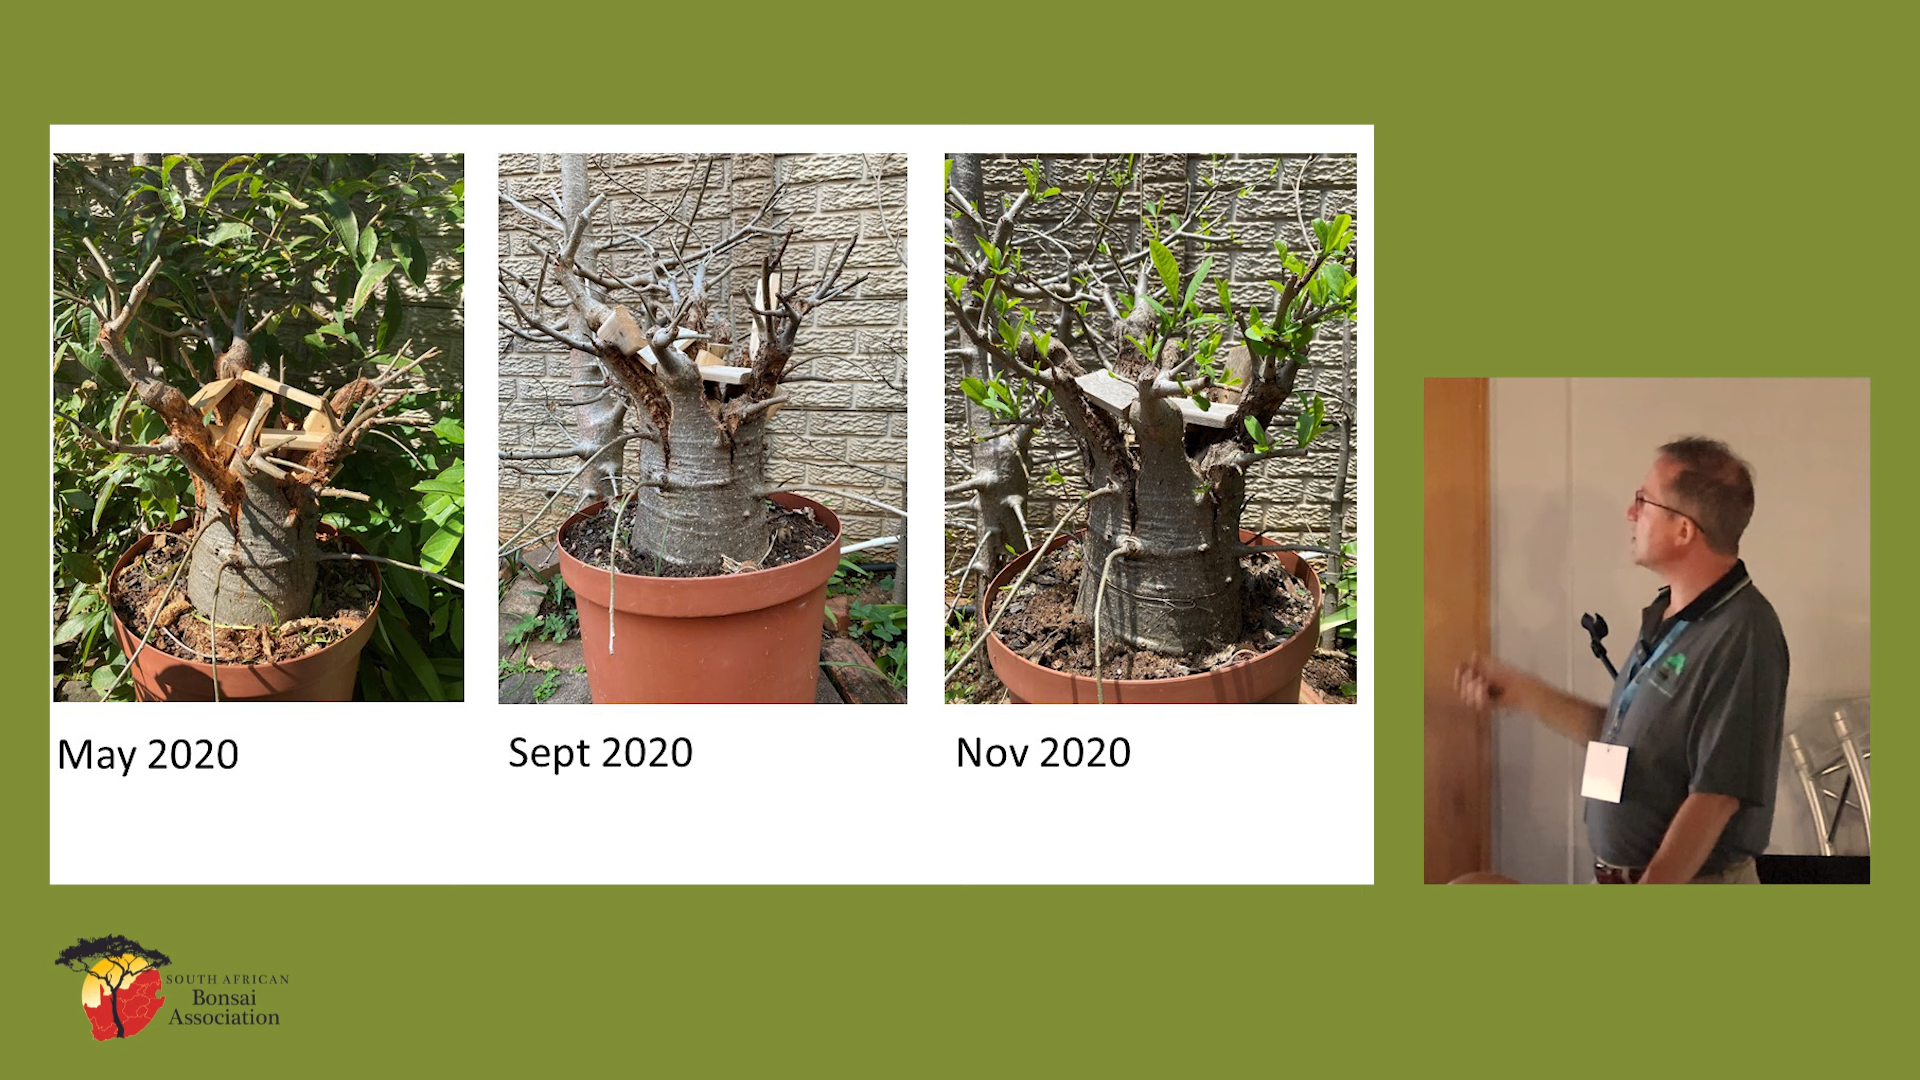 May 2020
Sept 2020
Nov 2020
SOUTH AFRICAN
Bonsai
Association